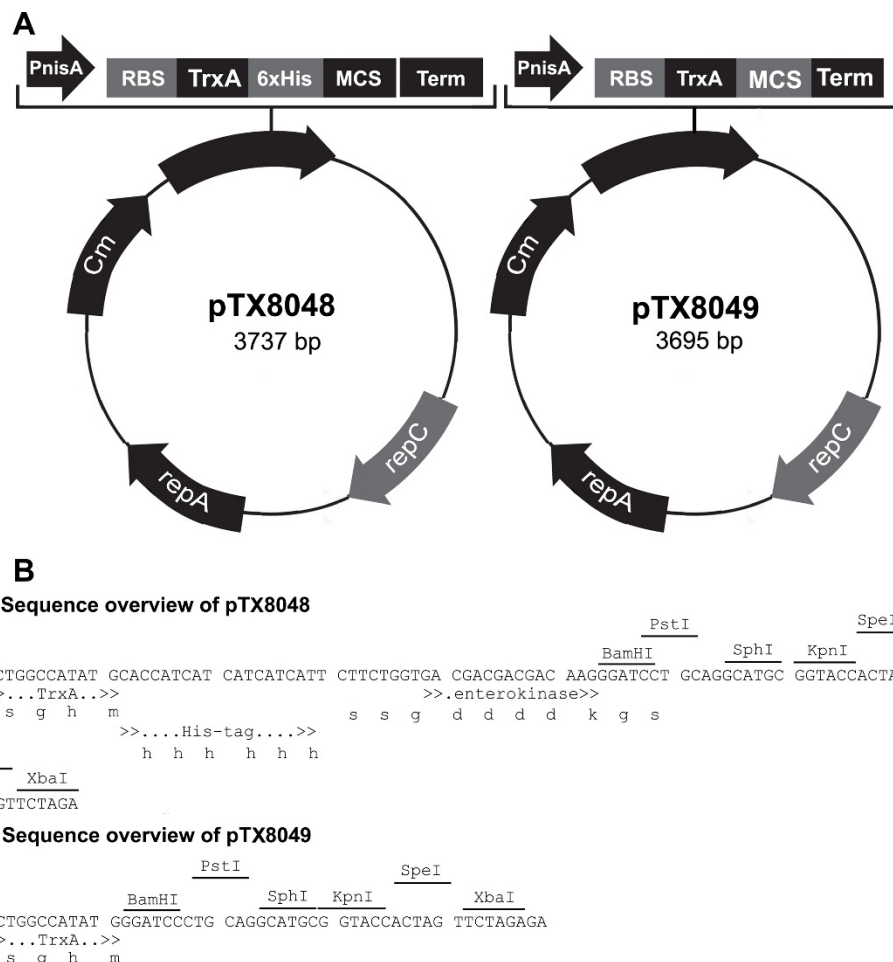 A
PnisA RBS TrxA 6xHis MCS Term
PnisA RBS TrxA MCS Term
Cm
pTX8048
3737 bp
repC
repA
Cm
pTX8049
3695 bp
repC
repA
B
Sequence overview of pTX8048
SpeI
PstI
BamHI SphI KpnI
CTGGCCATAT GCACCATCAT CATCATCATT CTTCTGGTGA CGACGACGAC AAGGGATCCT GCAGGCATGC GGTACCACTA
>...TrxA..>> >>.enterokinase>>
s g h m s s g d d d d k g s
>>....His-tag....>>
h h h h h h
XbaI
GTTCTAGA
Sequence overview of pTX8049
PstI SpeI
BamHI SphI KpnI XbaI
CTGGCCATAT GGGATCCCTG CAGGCATGCG GTACCACTAG TTCTAGAGA
>...TrxA..>>
s g h m